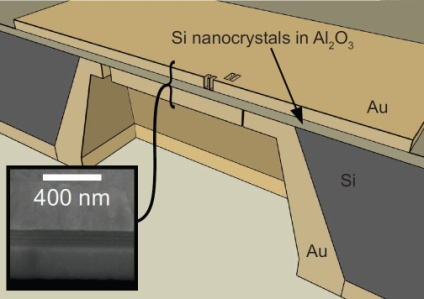 Si nanocrystals in Al₂O₃
Au
Si
400 nm
Au